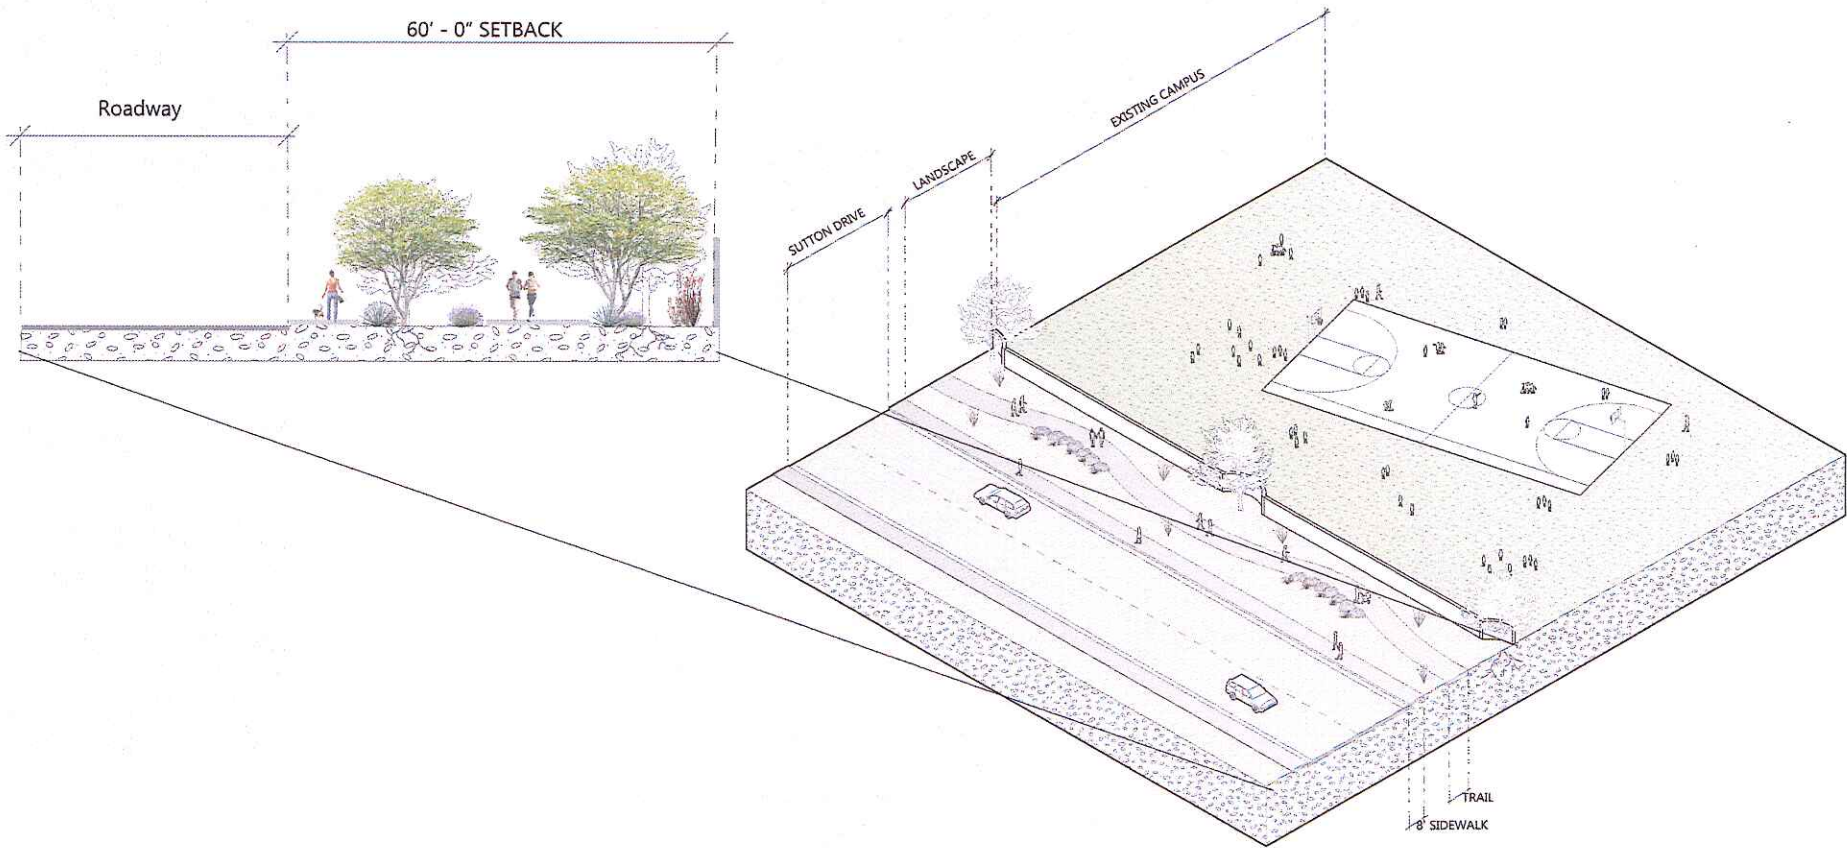 60' - 0" SETBACK
Roadway
EXISTING CAMPUS
LANDSCAPE
SUTTON DRIVE
TRAIL
8' SIDEWALK